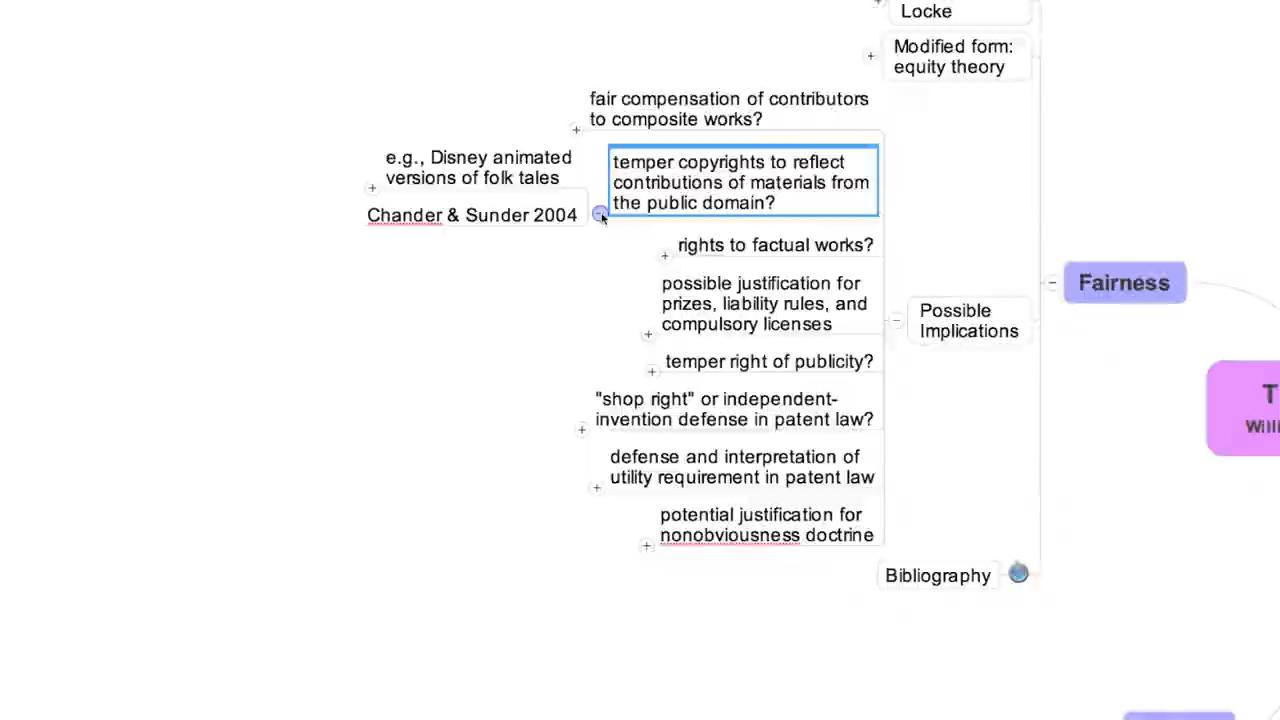 Locke
Modified form:
equity theory
fair compensation of contributors
to composite works?
e.g., Disney animated
versions of folk tales
Chander & Sunder 2004
temper copyrights to reflect
contributions of materials from
the public domain?
rights to factual works?
possible justification for
prizes, liability rules, and
compulsory licenses
temper right of publicity?
"shop right" or independent-
invention defense in patent law?
defense and interpretation of
utility requirement in patent law
potential justification for
nonobviousness doctrine
Possible
Implications
Fairness
Bibliography
T
Willi